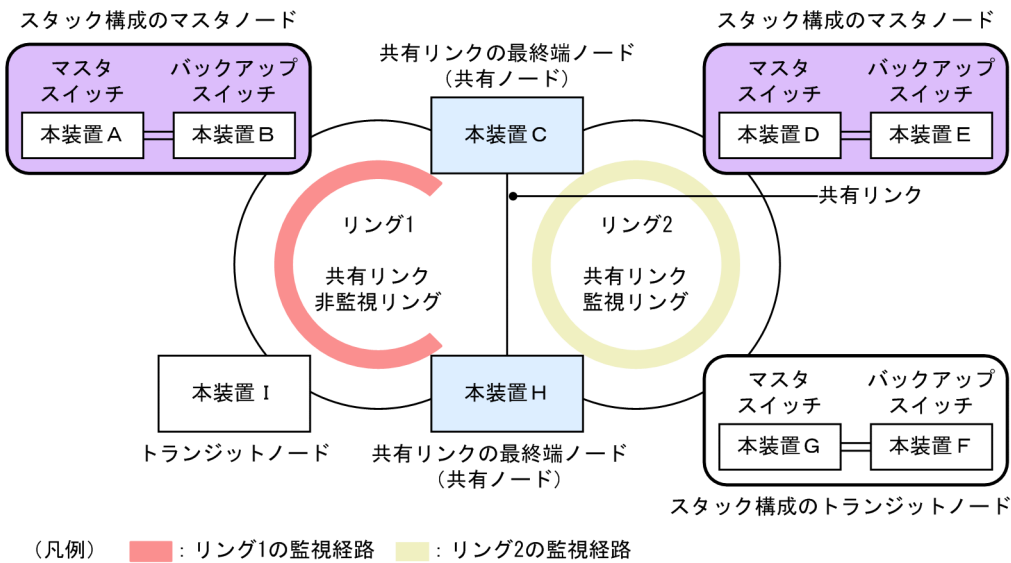 スタック構成のマスタノード
マスタ
スイッチ
バックアップ
スイッチ
本装置A
本装置B
共有リンクの最終端ノード
(共有ノード)
本装置C
スタック構成のマスタノード
マスタ
スイッチ
バックアップ
スイッチ
本装置D
本装置E
共有リンク
リング1
共有リンク
非監視リング
リング2
共有リンク
監視リング
本装置I
トランジットノード
本装置H
共有リンクの最終端ノード
(共有ノード)
マスタ
スイッチ
バックアップ
スイッチ
本装置G
本装置F
スタック構成のトランジットノード
(凡例)
:リング1の監視経路
:リング2の監視経路